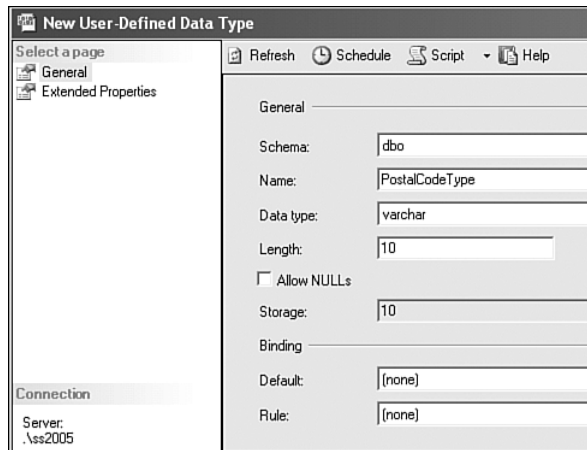 New User-Defined Data Type
Select a page
General
Extended Properties
Refresh Schedule Script Help
General
Schema: dbo
Name: PostalCodeType
Data type: varchar
Length: 10
Allow NULLs
Storage: 10
Binding
Default: (none)
Rule: (none)
Connection
Server:
.\ss2005